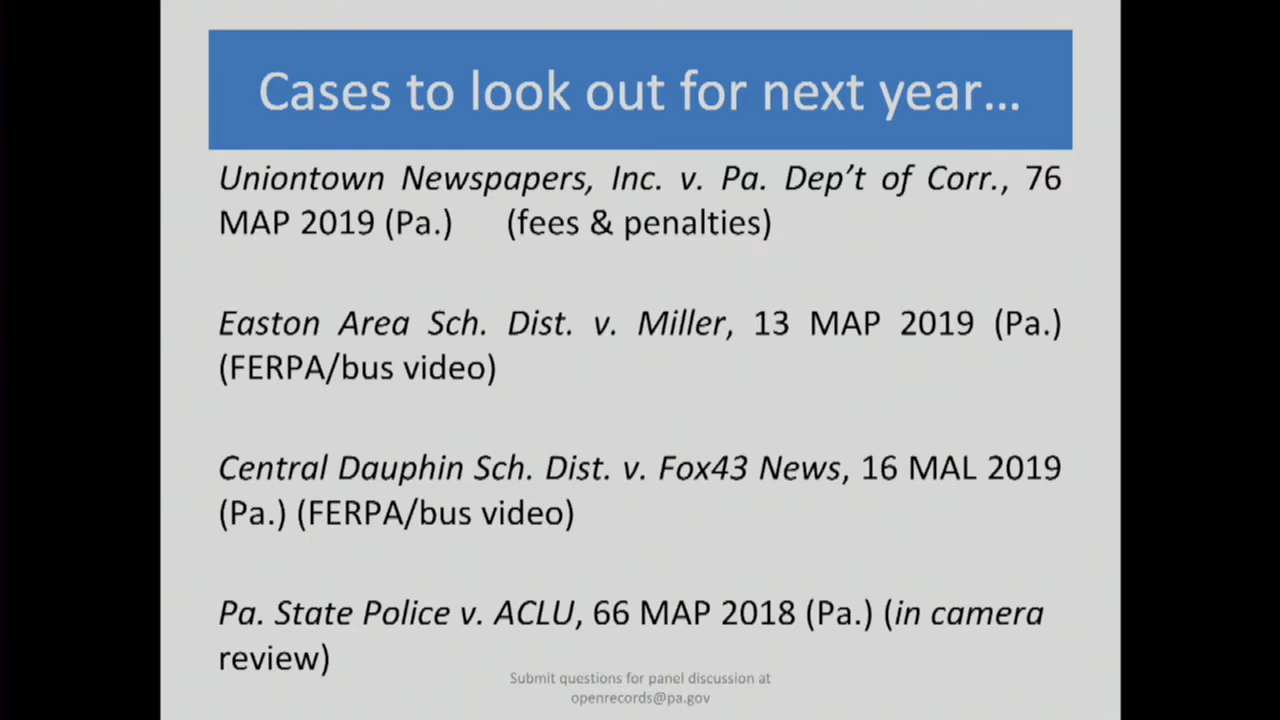 Cases to look out for next year...
Uniontown Newspapers, Inc. v. Pa. Dep’t of Corr., 76
MAP 2019 (Pa.) (fees & penalties)
Easton Area Sch. Dist. v. Miller, 13 MAP 2019 (Pa.)
(FERPA/bus video)
Central Dauphin Sch. Dist. v. Fox43 News, 16 MAL 2019
(Pa.) (FERPA/bus video)
Pa. State Police v. ACLU, 66 MAP 2018 (Pa.) (in camera
review)
Submit questions for panel discussion at
openrecords@pa.gov